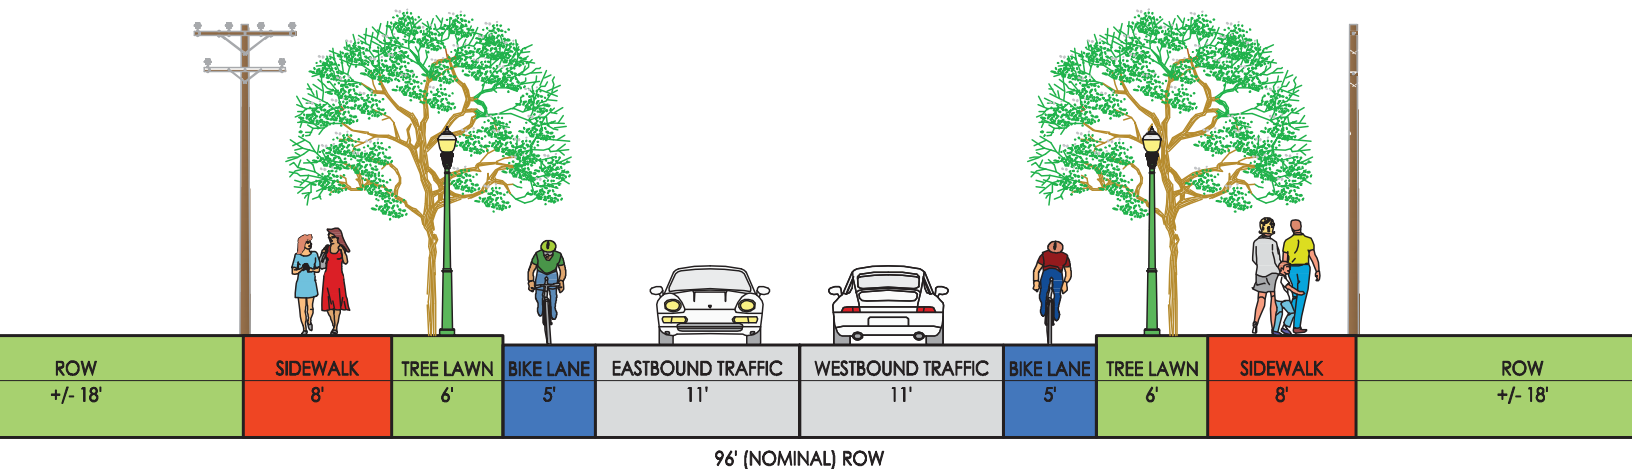 ROW SIDEWALK TREE LAWN BIKE LANE EASTBOUND TRAFFIC WESTBOUND TRAFFIC BIKE LANE TREE LAWN SIDEWALK ROW
+/- 18' 8' 6' 5' 11' 11' 5' 6' 8' +/- 18'
96' (NOMINAL) ROW